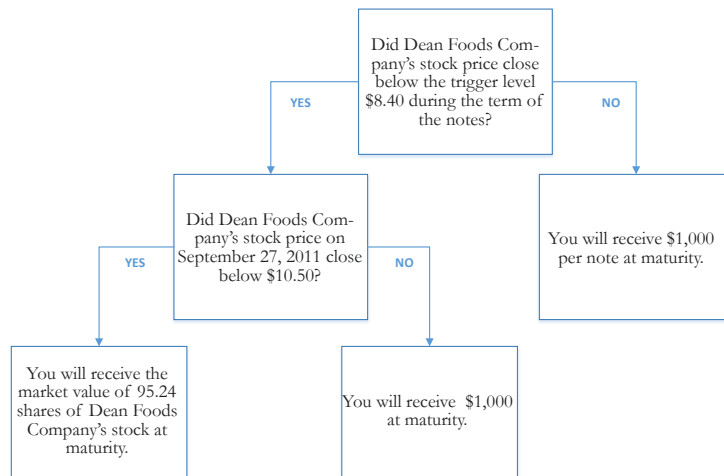 Did Dean Foods Com-
pany's stock price close
below the trigger level
$8.40 during the term of
the notes?
YES
NO
Did Dean Foods Com-
pany's stock price on
September 27, 2011 close
below $10.50?
You will receive $1,000
per note at maturity.
YES
NO
You will receive the
market value of 95.24
shares of Dean Foods
Company's stock at
maturity.
You will receive $1,000
at maturity.